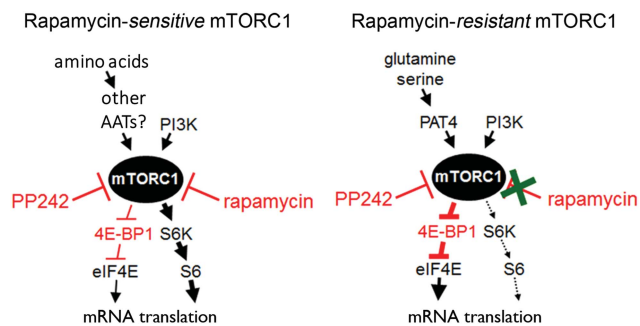 Rapamycin-sensitive mTORC1
amino acids
other
AATs?
PI3K
mTORC1
PP242
rapamycin
4E-BP1
S6K
eIF4E
S6
mRNA translation
Rapamycin-resistant mTORC1
glutamine
serine
PAT4
PI3K
mTORC1
PP242
rapamycin
4E-BP1
S6K
eIF4E
S6
mRNA translation